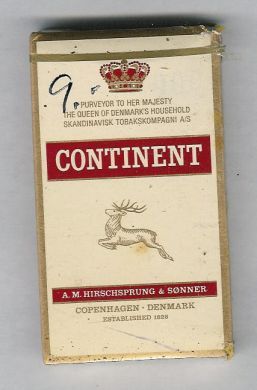 9.-
PURVEYOR TO HER MAJESTY
THE QUEEN OF DENMARK'S HOUSEHOLD
SKANDINAVISK TOBAKSKOMPAGNI A/S
CONTINENT
A.M. HIRSCHSPRUNG & SØNNER
COPENHAGEN · DENMARK
ESTABLISHED 1826